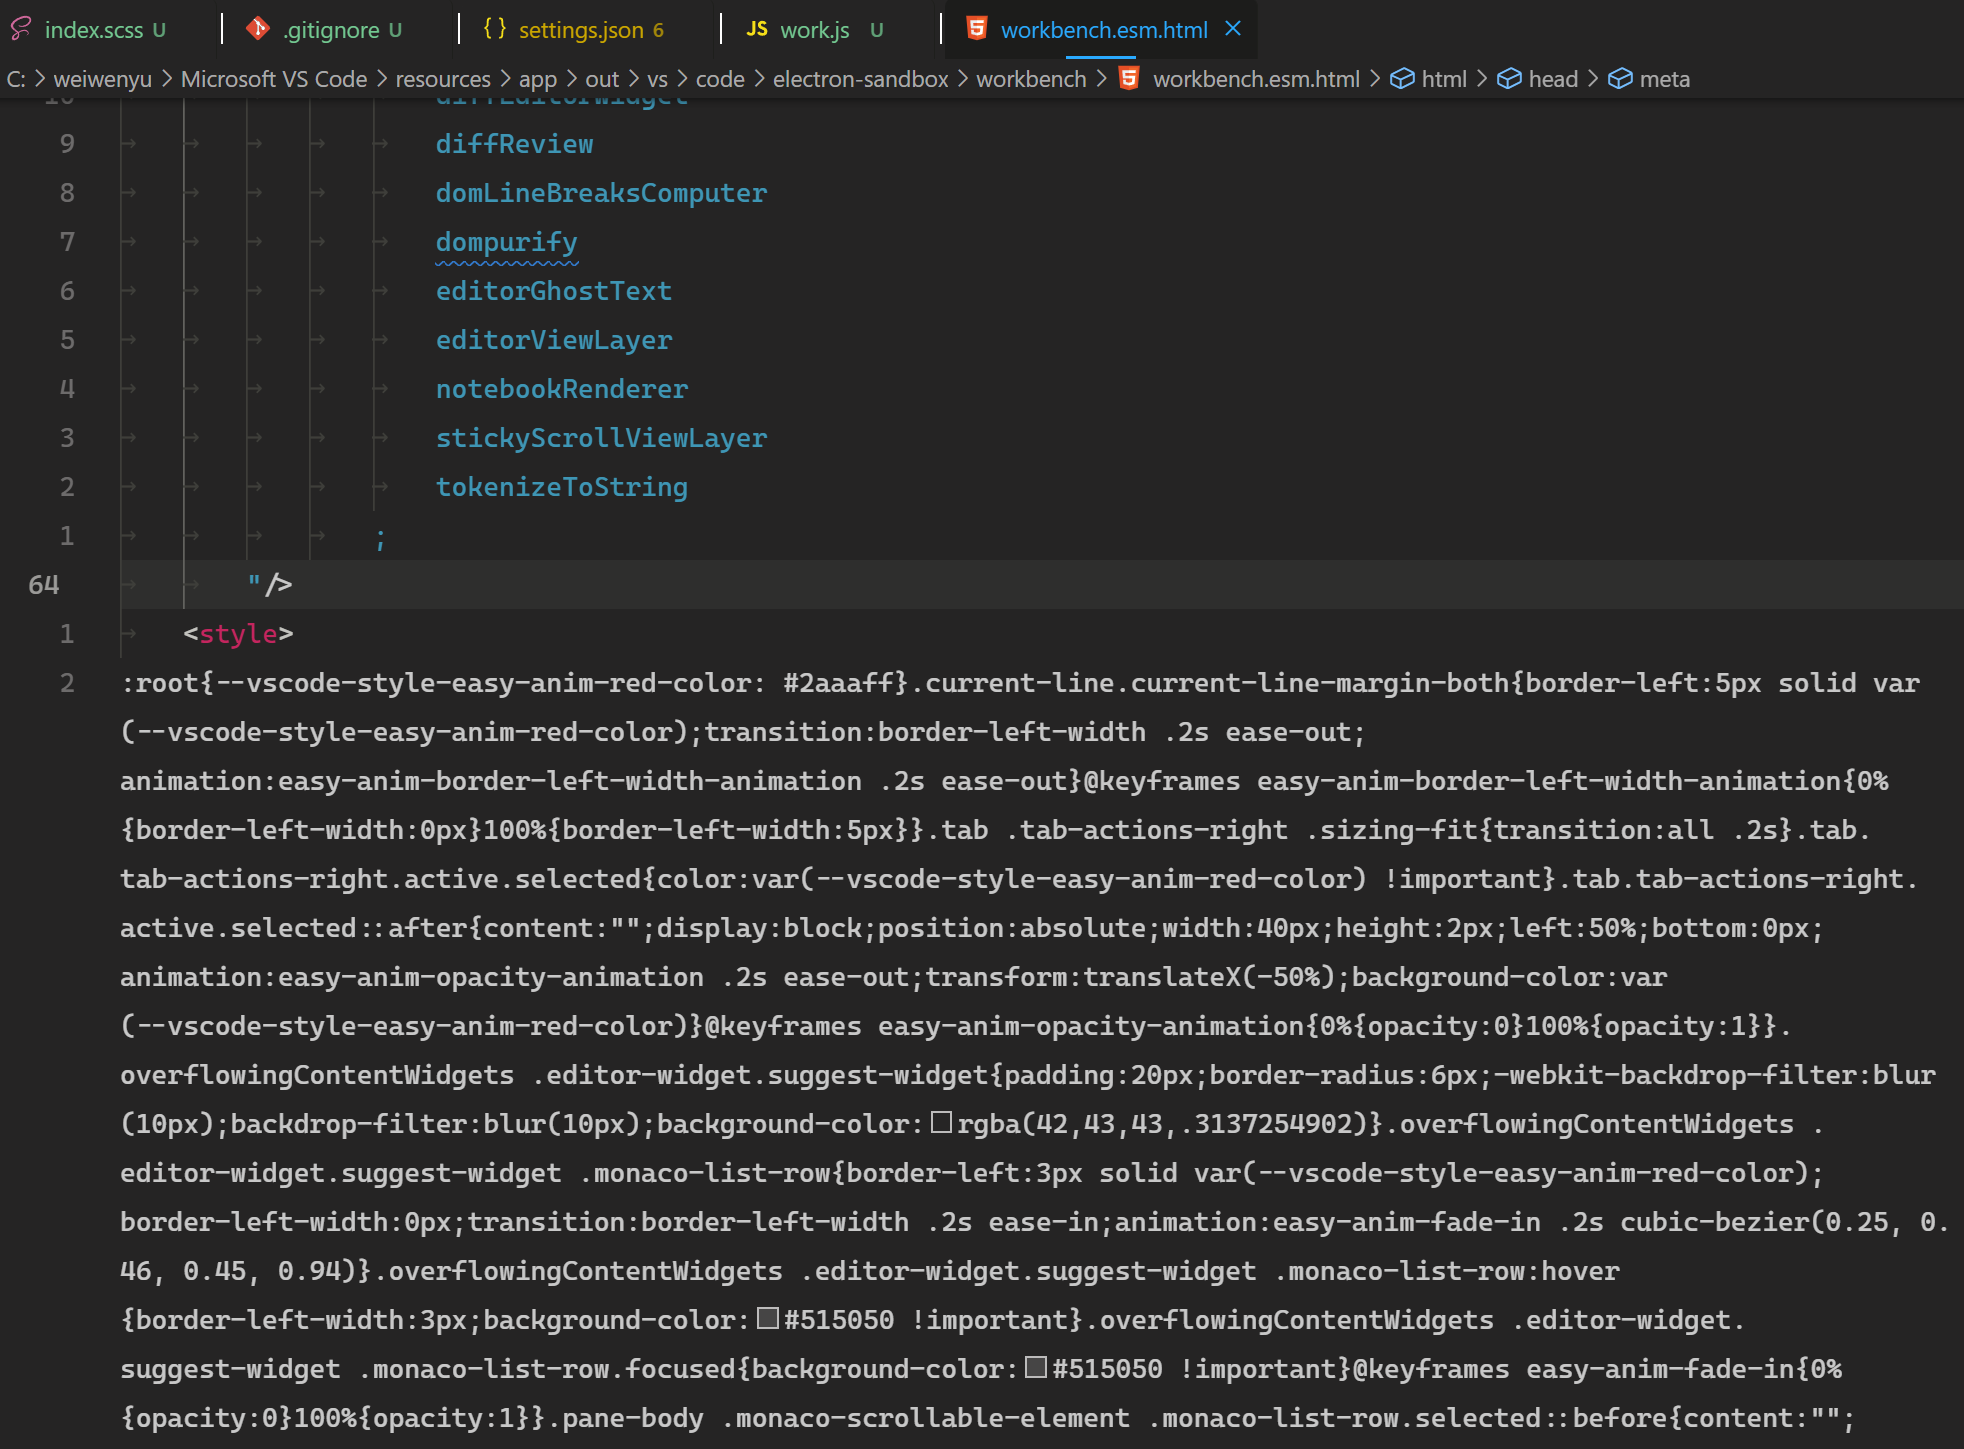 index.scss U .gitignore U {} settings.json 6 JS work.js U workbench.esm.html
C: > weiwenyu > Microsoft VS Code > resources > app > out > vs > code > electron-sandbox > workbench > workbench.esm.html > html > head > meta
10 diffEditorWidget
9 diffReview
8 domLineBreaksComputer
7 dompurify
6 editorGhostText
5 editorViewLayer
4 notebookRenderer
3 stickyScrollViewLayer
2 tokenizeToString
1 ;
64 "/>
1 <style>
2 :root{--vscode-style-easy-anim-red-color: #2aaaff}.current-line.current-line-margin-both{border-left:5px solid var
(--vscode-style-easy-anim-red-color);transition:border-left-width .2s ease-out;
animation:easy-anim-border-left-width-animation .2s ease-out}@keyframes easy-anim-border-left-width-animation{0%
{border-left-width:0px}100%{border-left-width:5px}}.tab .tab-actions-right .sizing-fit{transition:all .2s}.tab.
tab-actions-right.active.selected{color:var(--vscode-style-easy-anim-red-color) !important}.tab.tab-actions-right.
active.selected::after{content:"";display:block;position:absolute;width:40px;height:2px;left:50%;bottom:0px;
animation:easy-anim-opacity-animation .2s ease-out;transform:translateX(-50%);background-color:var
(--vscode-style-easy-anim-red-color)}@keyframes easy-anim-opacity-animation{0%{opacity:0}100%{opacity:1}}.
overflowingContentWidgets .editor-widget.suggest-widget{padding:20px;border-radius:6px;-webkit-backdrop-filter:blur
(10px);backdrop-filter:blur(10px);background-color:rgba(42,43,43,.3137254902)}.overflowingContentWidgets .
editor-widget.suggest-widget .monaco-list-row{border-left:3px solid var(--vscode-style-easy-anim-red-color);
border-left-width:0px;transition:border-left-width .2s ease-in;animation:easy-anim-fade-in .2s cubic-bezier(0.25, 0.
46, 0.45, 0.94)}.overflowingContentWidgets .editor-widget.suggest-widget .monaco-list-row:hover
{border-left-width:3px;background-color:#515050 !important}.overflowingContentWidgets .editor-widget.
suggest-widget .monaco-list-row.focused{background-color:#515050 !important}@keyframes easy-anim-fade-in{0%
{opacity:0}100%{opacity:1}}.pane-body .monaco-scrollable-element .monaco-list-row.selected::before{content:"";